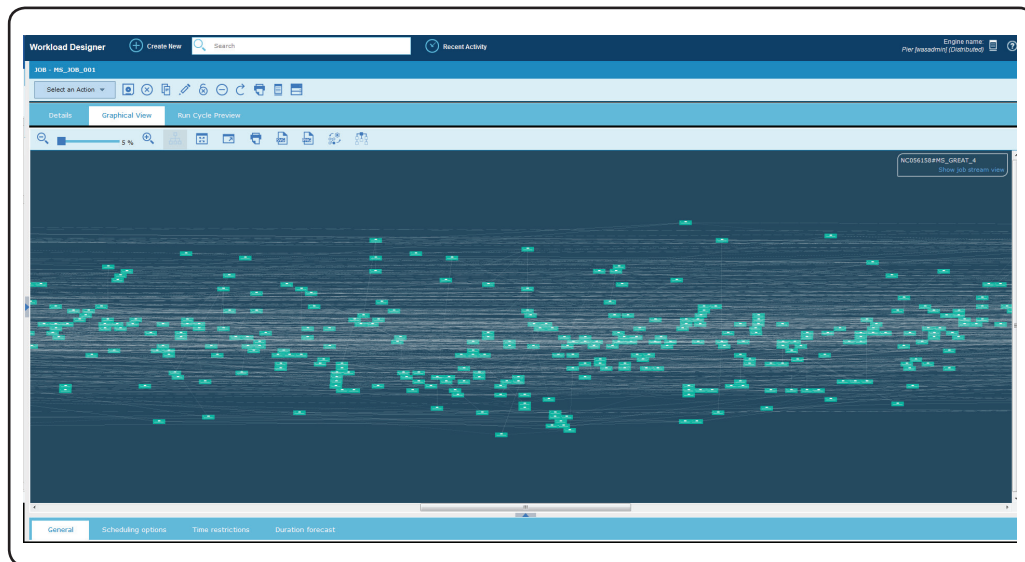 Workload Designer Create New Search Recent Activity Engine name:
Pier [wasadmin] (Distributed)
JOB - MS_JOB_001
Select an Action
Details Graphical View Run Cycle Preview
5 %
NC056158#MS_GREAT_4
Show job stream view
General Scheduling options Time restrictions Duration forecast